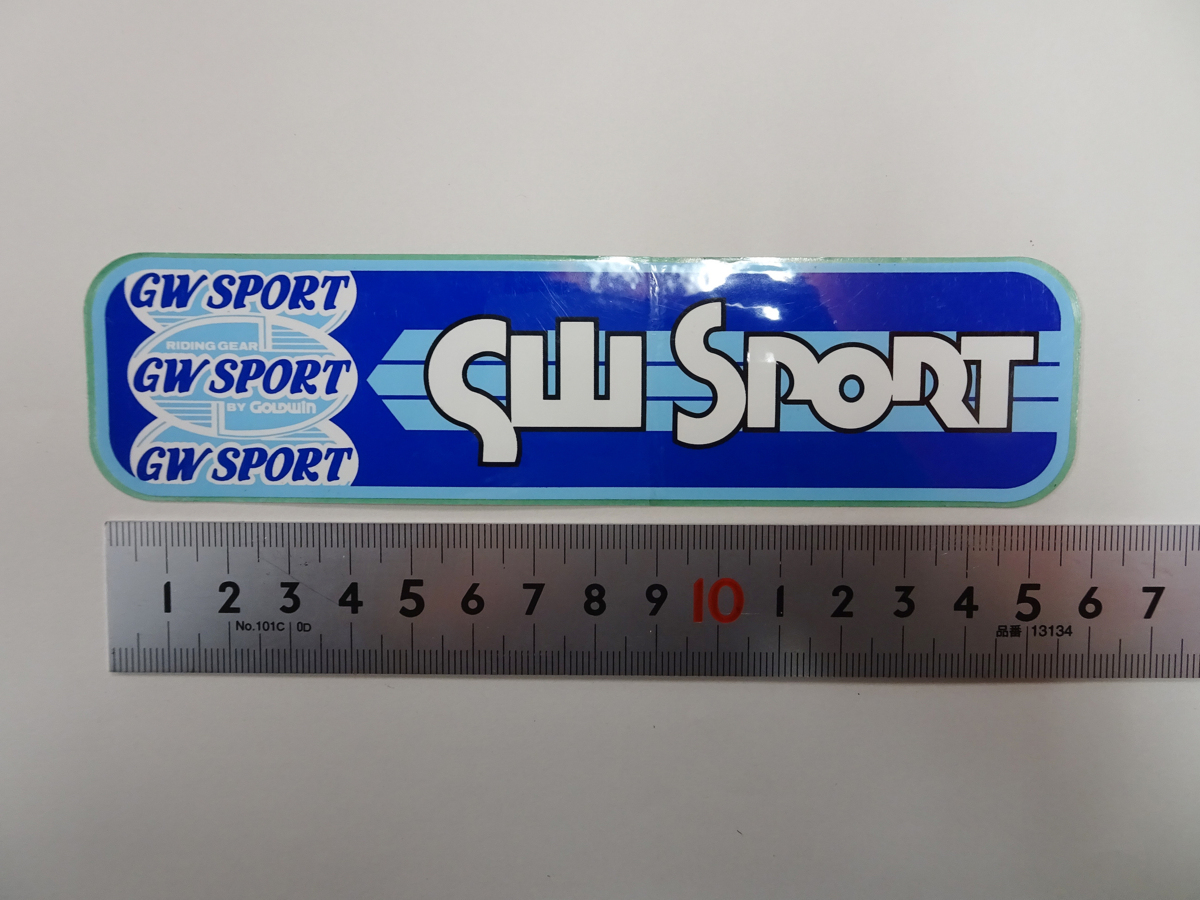 GW SPORT
RIDING GEAR
GW SPORT
BY GOLDWIN
GW SPORT
GW SPORT
1 2 3 4 5 6 7 8 9 10 1 2 3 4 5 6 7
No.101C 0D
品番 13134